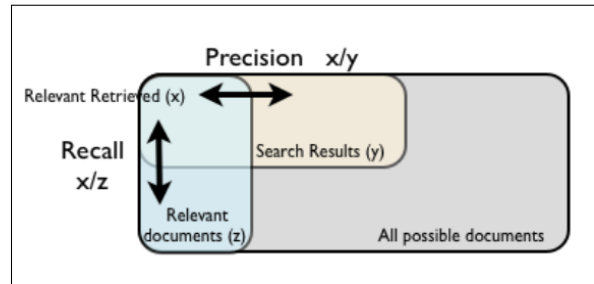 Precision x/y
Relevant Retrieved (x)
Recall
x/z
Search Results (y)
Relevant
documents (z)
All possible documents